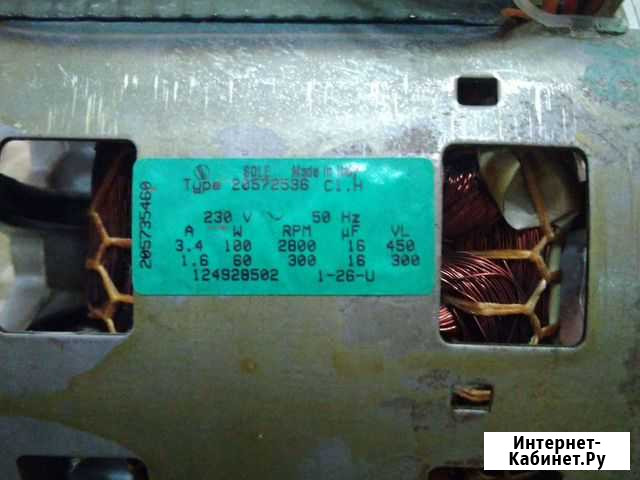 SOLE Made in Italy
Type 20572536 Cl.H
230 V 50 Hz
A W RPM µF VL
3.4 100 2800 16 450
1.6 60 300 16 300
124928502 1-26-U
205735460
Интернет-
Кабинет.Ру